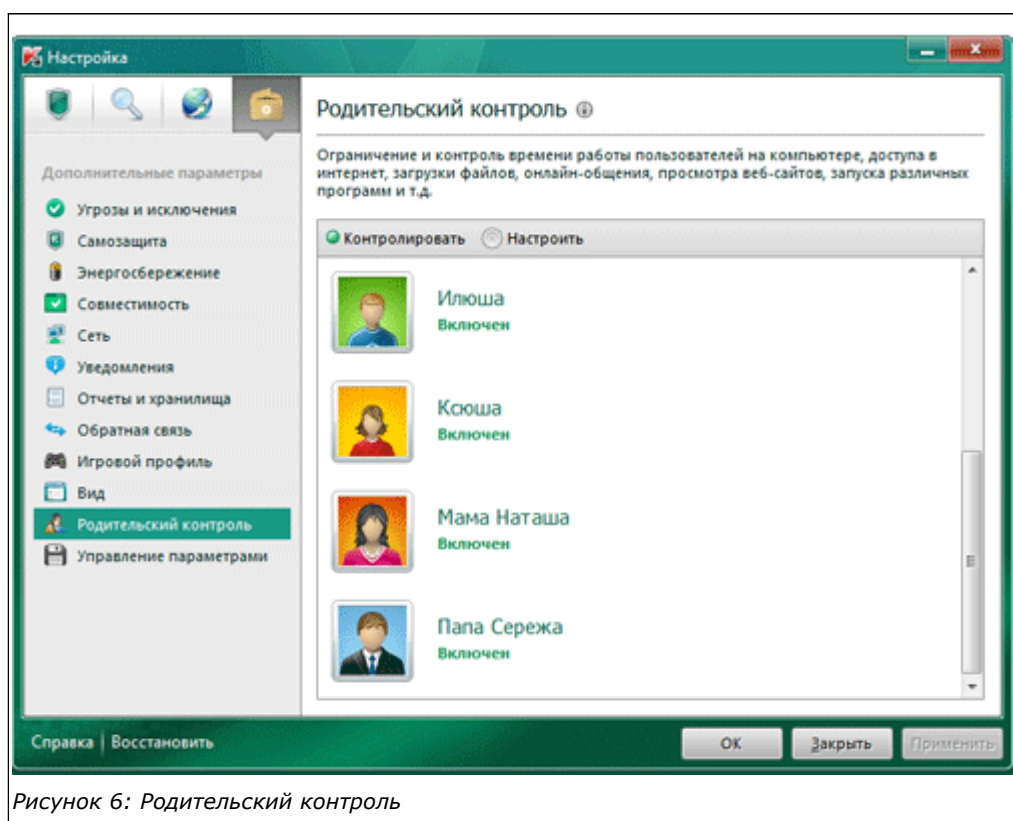 Настройка
Родительский контроль
Ограничение и контроль времени работы пользователей на компьютере, доступа в
интернет, загрузки файлов, онлайн-общения, просмотра веб-сайтов, запуска различных
программ и т.д.
Дополнительные параметры
Угрозы и исключения
Самозащита
Энергосбережение
Совместимость
Сеть
Уведомления
Отчеты и хранилища
Обратная связь
Игровой профиль
Вид
Родительский контроль
Управление параметрами
Контролировать Настроить
Илюша
Включен
Ксюша
Включен
Мама Наташа
Включен
Папа Сережа
Включен
Справка | Восстановить
ОК Закрыть Применить
Рисунок 6: Родительский контроль